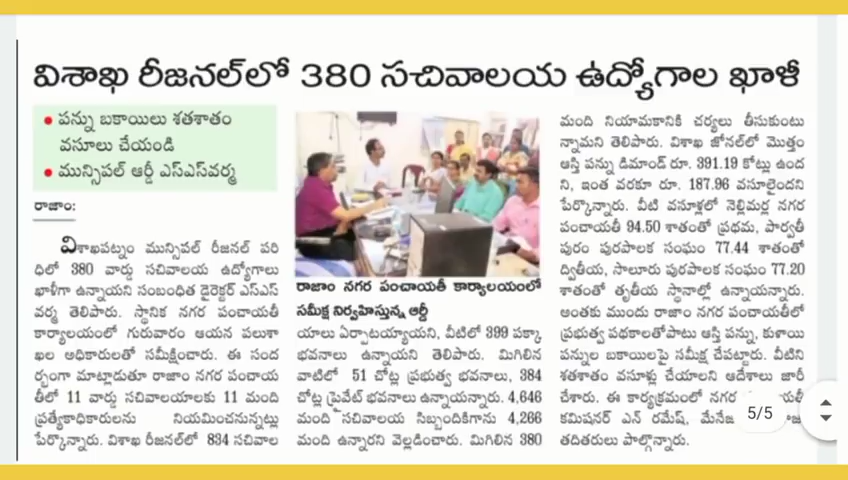 విశాఖ రీజనల్‌లో 380 సచివాలయ ఉద్యోగాల ఖాళీ
• పన్ను బకాయిలు శతశాతం
వసూలు చేయండి
• మున్సిపల్ ఆర్డీ ఎస్ఎస్‌వర్మ
రాజాం:
విశాఖపట్నం మున్సిపల్ రీజనల్ పరి
ధిలో 380 వార్డు సచివాలయ ఉద్యోగాలు
ఖాళీగా ఉన్నాయని సంబంధిత డైరెక్టర్ ఎస్ఎస్
వర్మ తెలిపారు. స్థానిక నగర పంచాయతీ
కార్యాలయంలో గురువారం ఆయన పలుశా
ఖల అధికారులతో సమీక్షించారు. ఈ సంద
ర్భంగా మాట్లాడుతూ రాజాం నగర పంచాయ
తీలో 11 వార్డు సచివాలయాలకు 11 మంది
ప్రత్యేకాధికారులను నియమించనున్నట్లు
పేర్కొన్నారు. విశాఖ రీజనల్‌లో 834 సచివాల
రాజాం నగర పంచాయతీ కార్యాలయంలో
సమీక్ష నిర్వహిస్తున్న ఆర్డీ
యాలు ఏర్పాటయ్యాయని, వీటిలో 399 పక్కా
భవనాలు ఉన్నాయని తెలిపారు. మిగిలిన
వాటిలో 51 చోట్ల ప్రభుత్వ భవనాలు, 384
చోట్ల ప్రైవేట్ భవనాలు ఉన్నాయన్నారు. 4,646
మంది సచివాలయ సిబ్బందికిగాను 4,266
మంది ఉన్నారని వెల్లడించారు. మిగిలిన 380
మంది నియామకానికి చర్యలు తీసుకుంటు
న్నామని తెలిపారు. విశాఖ జోనల్‌లో మొత్తం
ఆస్తి పన్ను డిమాండ్ రూ. 391.19 కోట్లు ఉంద
ని, ఇంత వరకూ రూ. 187.96 వసూలైందని
పేర్కొన్నారు. వీటి వసూళ్లలో నెల్లిమర్ల నగర
పంచాయతీ 94.50 శాతంతో ప్రథమ, పార్వతీ
పురం పురపాలక సంఘం 77.44 శాతంతో
ద్వితీయ, సాలూరు పురపాలక సంఘం 77.20
శాతంతో తృతీయ స్థానాల్లో ఉన్నాయన్నారు.
అంతకు ముందు రాజాం నగర పంచాయతీలో
ప్రభుత్వ పథకాలతోపాటు ఆస్తి పన్ను, కుళాయి
పన్నుల బకాయిలపై సమీక్ష చేపట్టారు. వీటిని
శతశాతం వసూళ్లు చేయాలని ఆదేశాలు జారీ
చేశారు. ఈ కార్యక్రమంలో నగర
కమిషనర్ ఎన్ రమేష్,
తదితరులు పాల్గొన్నారు.
5/5